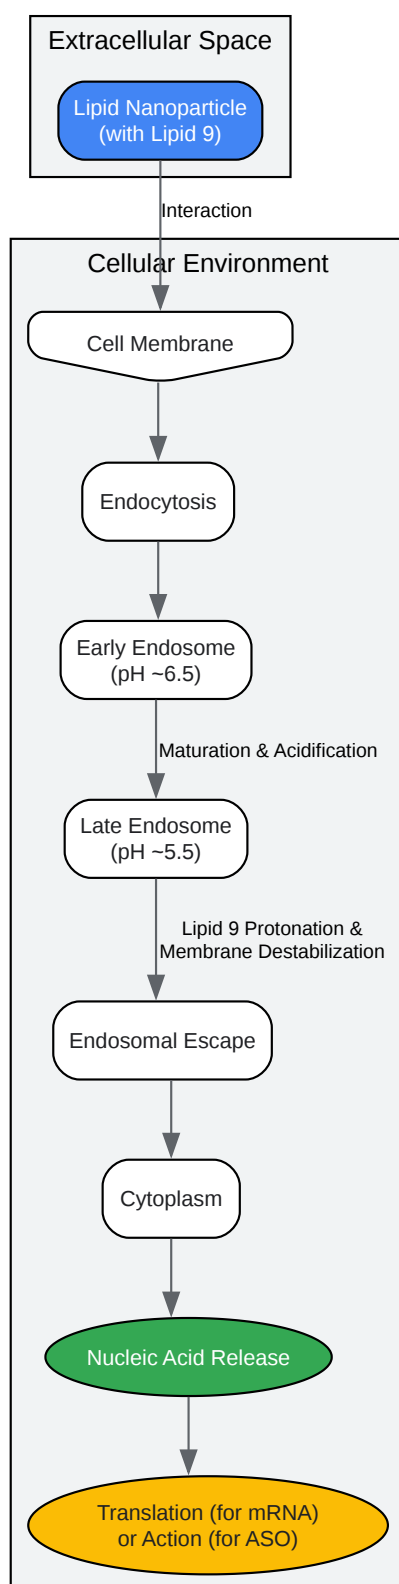 Extracellular Space
Lipid Nanoparticle
(with Lipid 9)
Interaction
Cellular Environment
Cell Membrane
Endocytosis
Early Endosome
(pH ~6.5)
Maturation & Acidification
Late Endosome
(pH ~5.5)
Lipid 9 Protonation &
Membrane Destabilization
Endosomal Escape
Cytoplasm
Nucleic Acid Release
Translation (for mRNA)
or Action (for ASO)